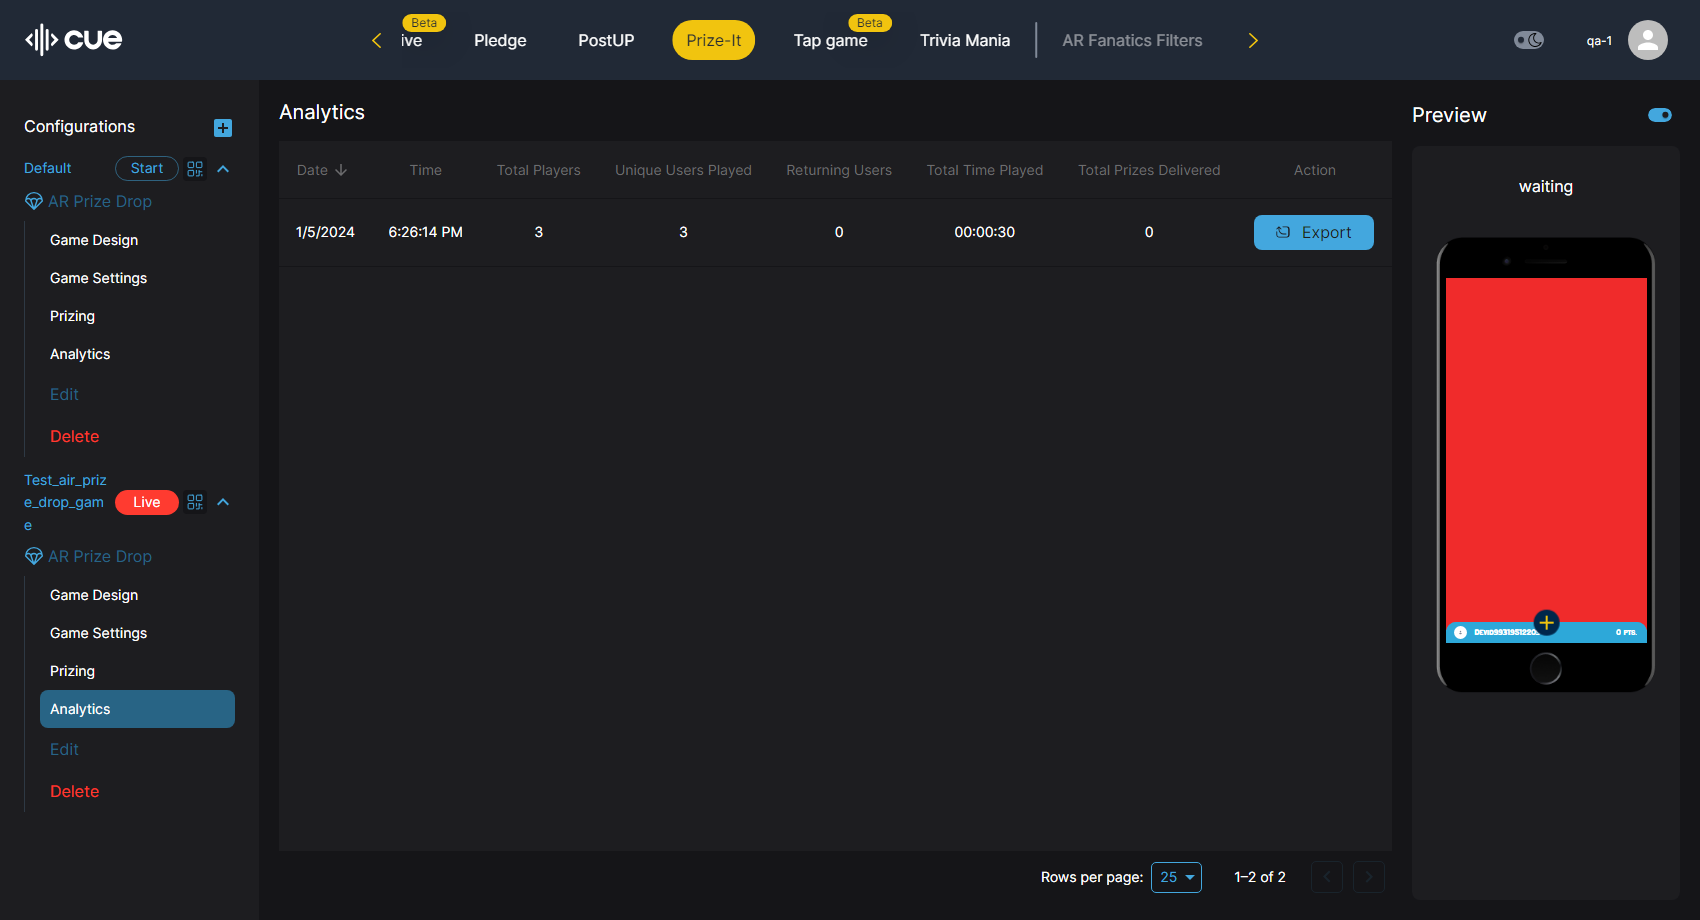 cue
Beta
ive
Pledge
PostUP
Prize-It
Beta
Tap game
Trivia Mania
AR Fanatics Filters
qa-1
Configurations
Default
Start
AR Prize Drop
Game Design
Game Settings
Prizing
Analytics
Edit
Delete
Test_air_priz
e_drop_gam
e
Live
AR Prize Drop
Game Design
Game Settings
Prizing
Analytics
Edit
Delete
Analytics
Date Time Total Players Unique Users Played Returning Users Total Time Played Total Prizes Delivered Action
1/5/2024 6:26:14 PM 3 3 0 00:00:30 0 Export
Rows per page: 25 1–2 of 2
Preview
waiting
0 PTS.